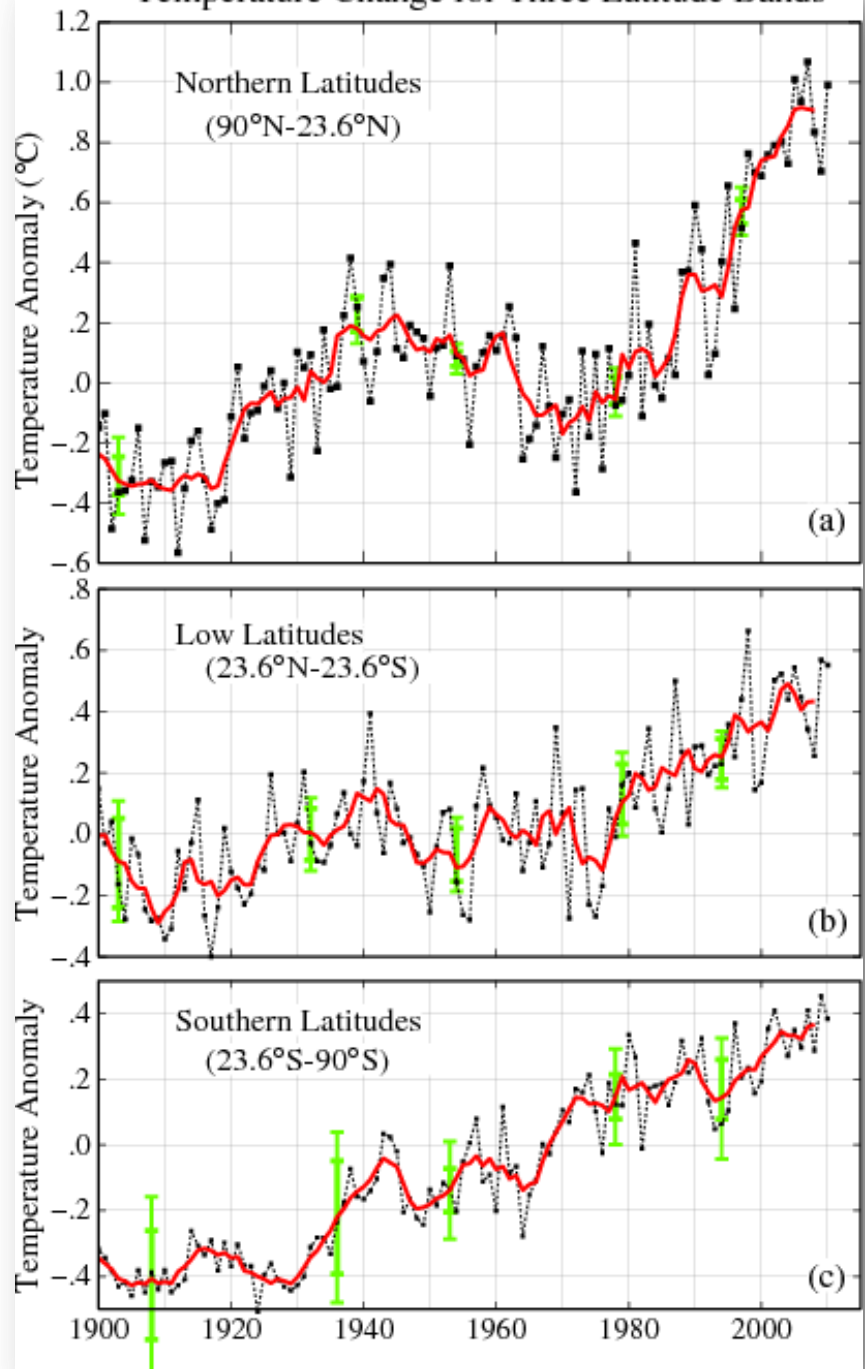 Temperature Change for Three Latitude Bands
1.2
1.0
.8
.6
.4
.2
.0
-.2
-.4
-.6
Temperature Anomaly (°C)
Northern Latitudes
(90°N-23.6°N)
(a)
.8
.6
.4
.2
.0
-.2
-.4
Temperature Anomaly
Low Latitudes
(23.6°N-23.6°S)
(b)
.4
.2
.0
-.2
-.4
Temperature Anomaly
Southern Latitudes
(23.6°S-90°S)
(c)
1900 1920 1940 1960 1980 2000